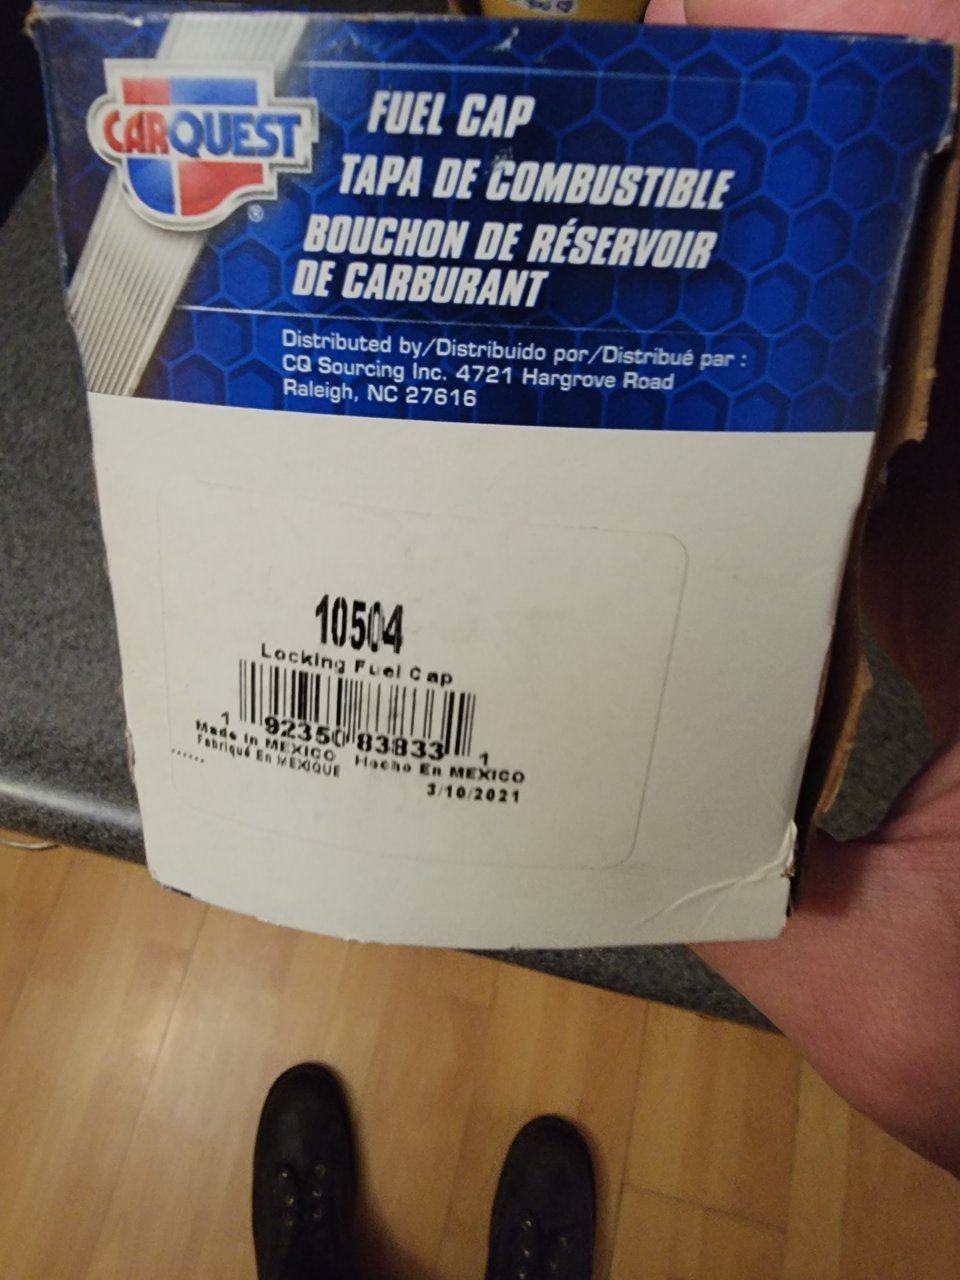 CARQUEST
®
FUEL CAP
TAPA DE COMBUSTIBLE
BOUCHON DE RÉSERVOIR
DE CARBURANT
Distributed by/Distribuido por/Distribué par :
CQ Sourcing Inc. 4721 Hargrove Road
Raleigh, NC 27616
10504
Locking Fuel Cap
1 92350 83833 1
Made In MEXICO Hecho En MEXICO
Fabriqué En MEXIQUE
3/10/2021